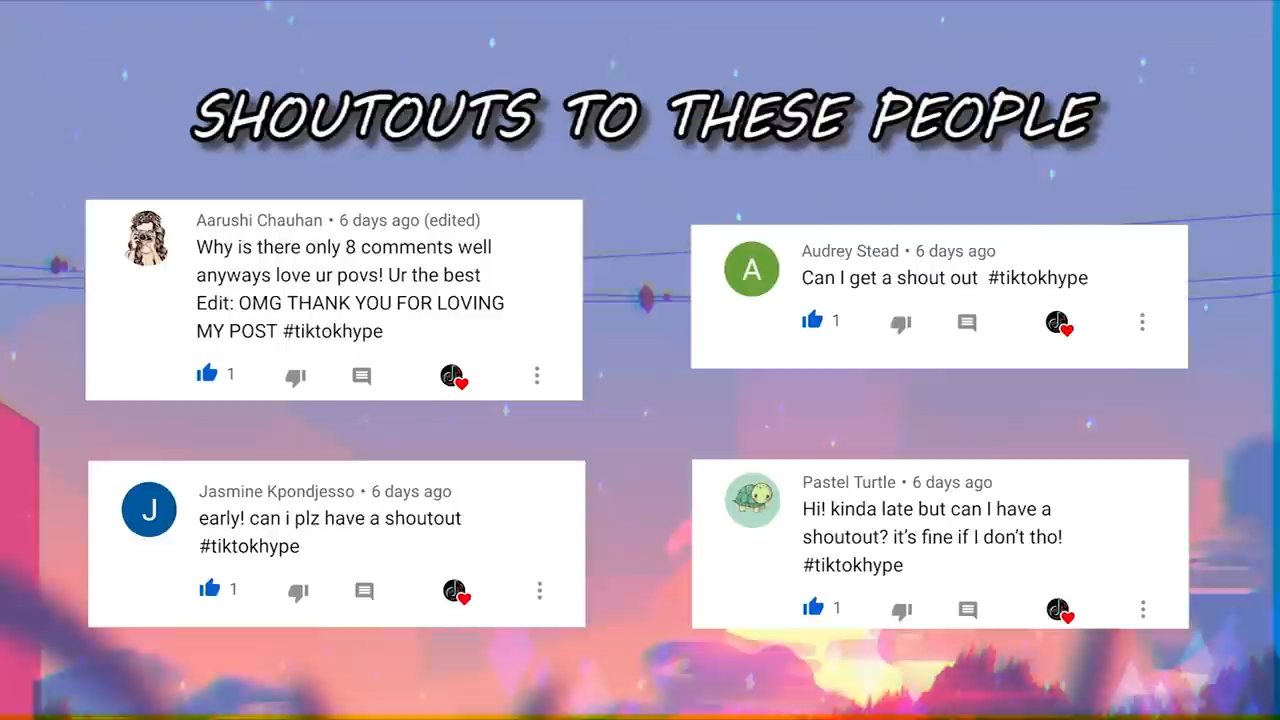 SHOUTOUTS TO THESE PEOPLE
Aarushi Chauhan • 6 days ago (edited)
Why is there only 8 comments well
anyways love ur povs! Ur the best
Edit: OMG THANK YOU FOR LOVING
MY POST #tiktokhype
1
Audrey Stead • 6 days ago
Can I get a shout out  #tiktokhype
A
1
Jasmine Kpondjesso • 6 days ago
J
early! can i plz have a shoutout
#tiktokhype
1
Pastel Turtle • 6 days ago
Hi! kinda late but can I have a
shoutout? it's fine if I don't tho!
#tiktokhype
1